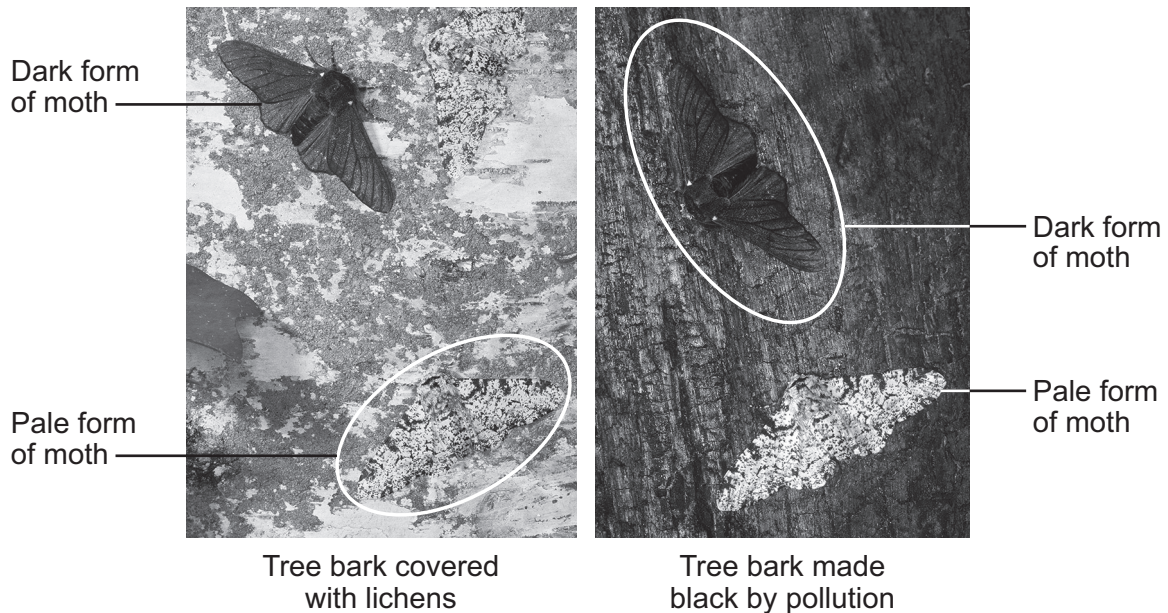 Dark form
of moth
Pale form
of moth
Dark form
of moth
Pale form
of moth
Tree bark covered
with lichens
Tree bark made
black by pollution